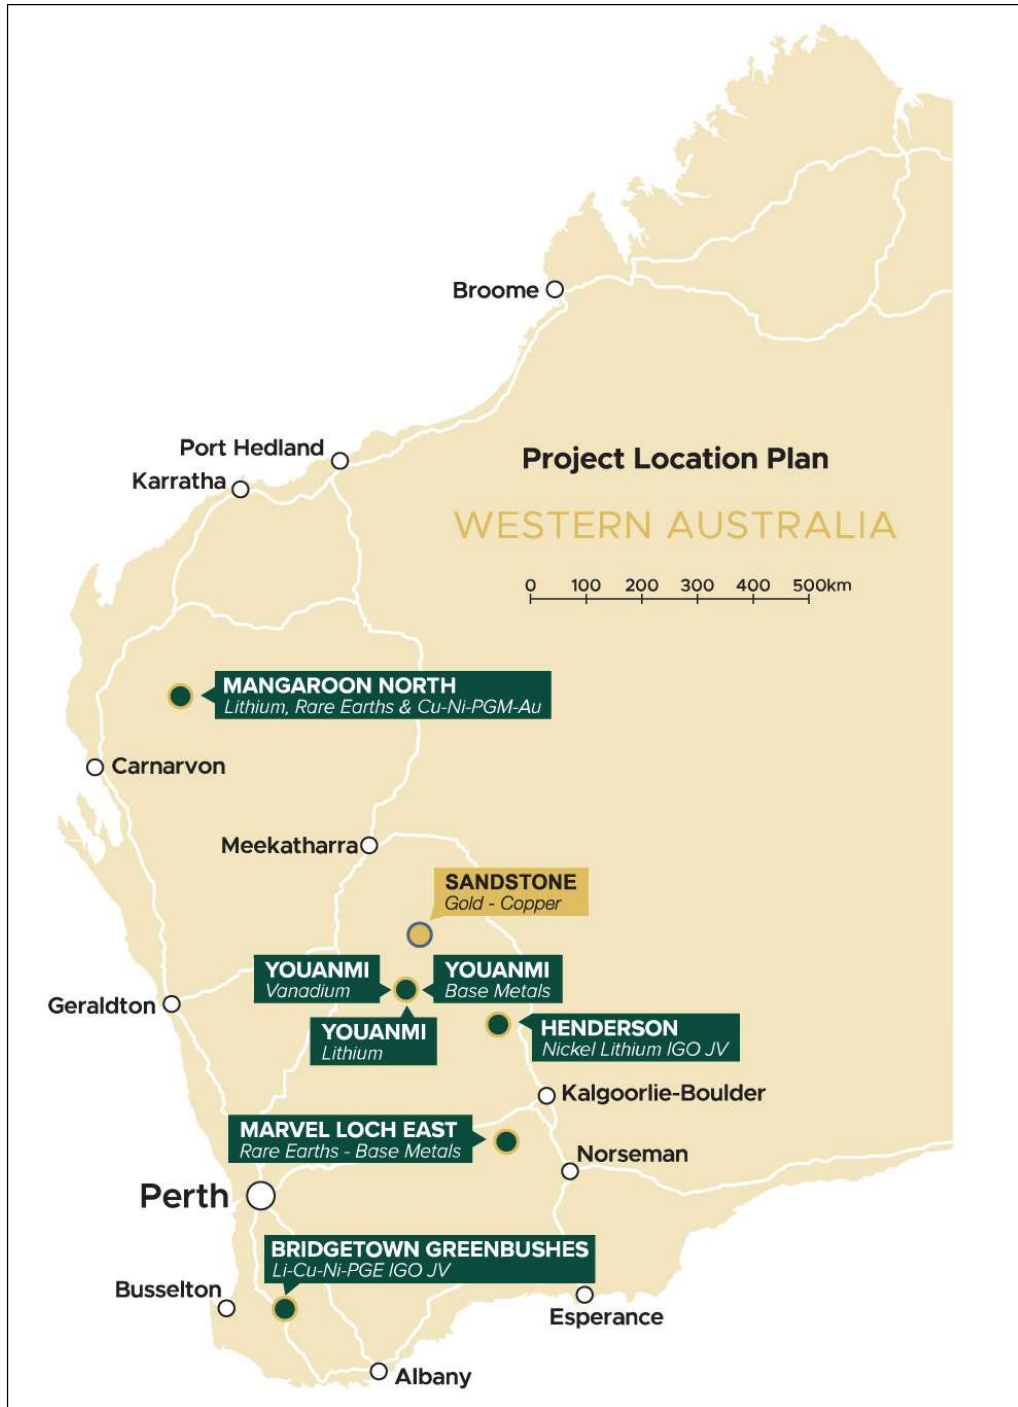 Broome
Port Hedland
Karratha
Project Location Plan
WESTERN AUSTRALIA
0 100 200 300 400 500km
MANGAROON NORTH
Lithium, Rare Earths & Cu-Ni-PGM-Au
Carnarvon
Meekatharra
SANDSTONE
Gold - Copper
YOUANMI
Vanadium
YOUANMI
Base Metals
Geraldton
YOUANMI
Lithium
HENDERSON
Nickel Lithium IGO JV
Kalgoorlie-Boulder
MARVEL LOCH EAST
Rare Earths - Base Metals
Norseman
Perth
BRIDGETOWN GREENBUSHES
Li-Cu-Ni-PGE IGO JV
Busselton
Esperance
Albany